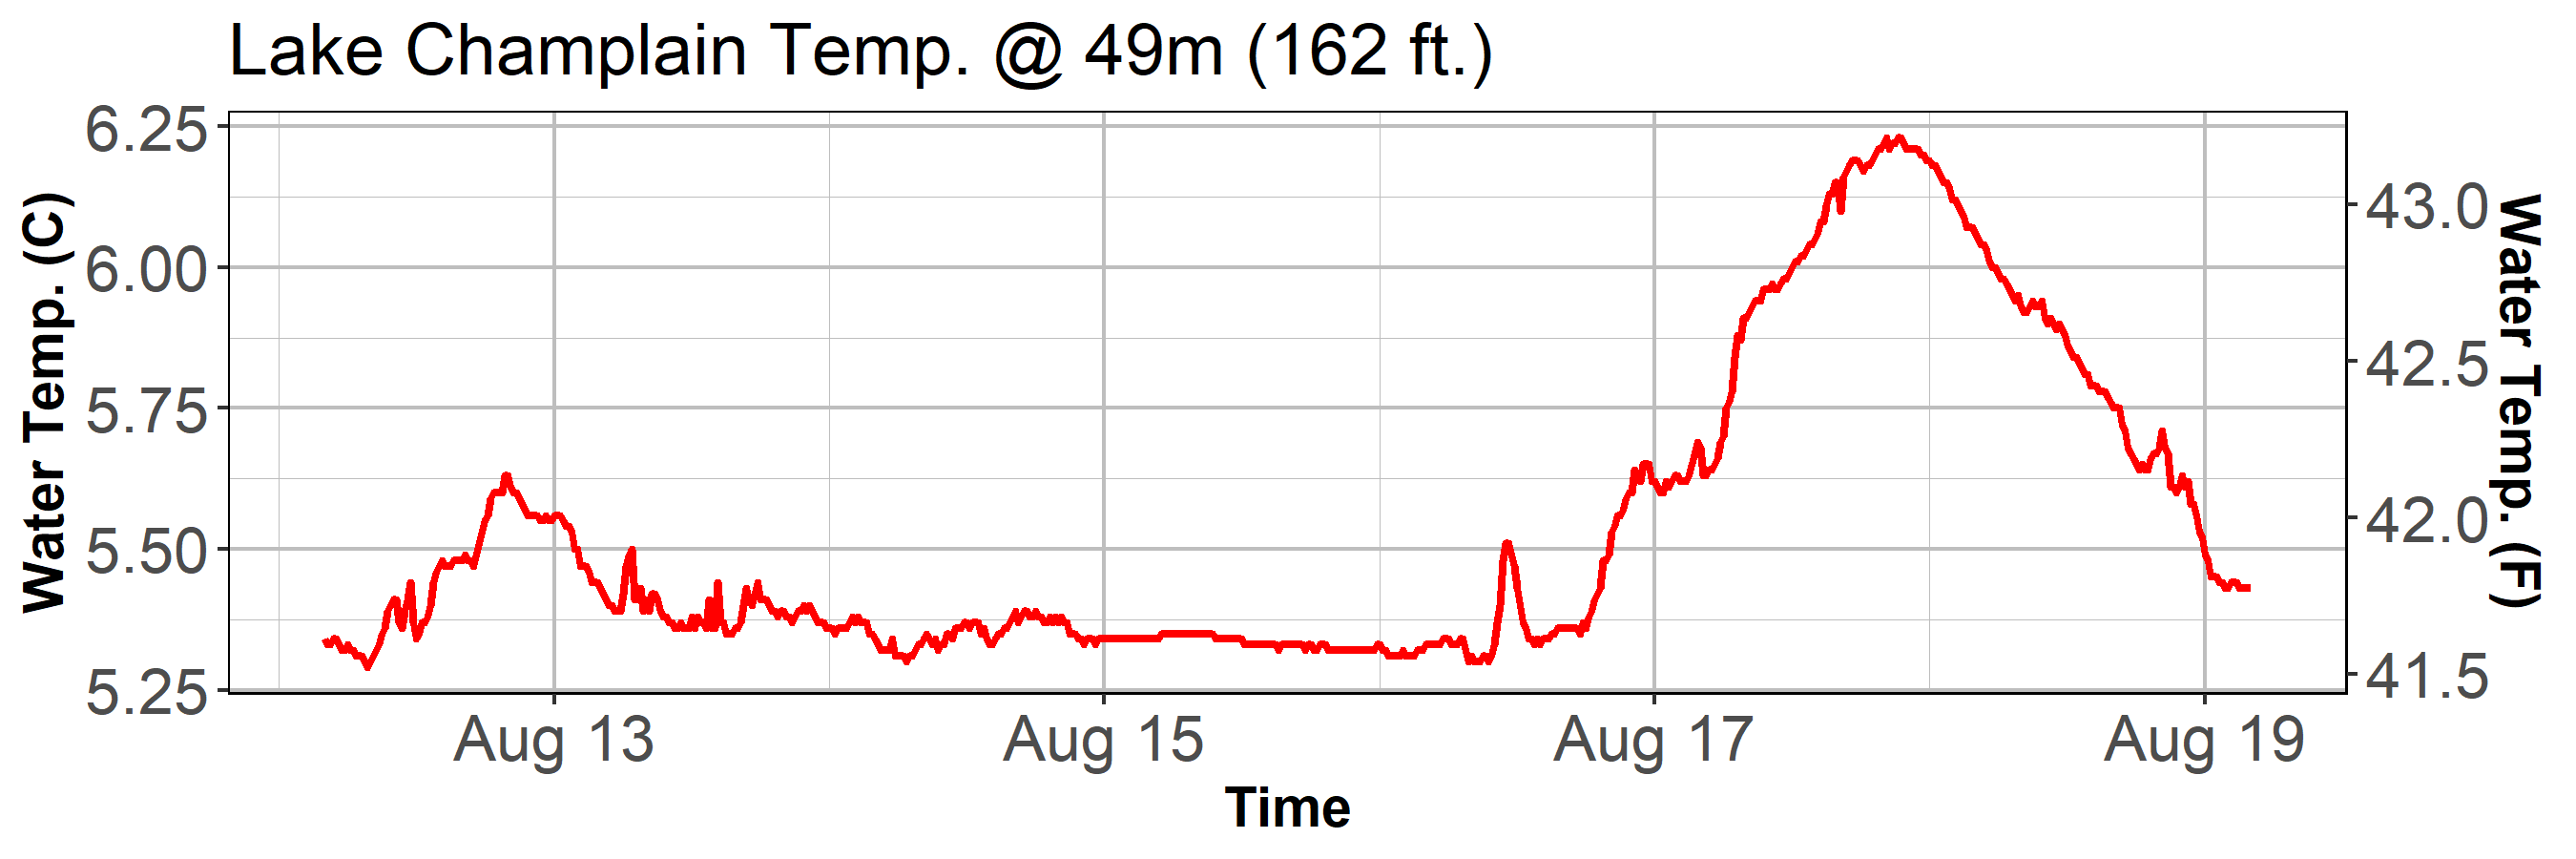 Lake Champlain Temp. @ 49m (162 ft.)
Water Temp. (C)
6.25
6.00
5.75
5.50
5.25
43.0
42.5
42.0
41.5
Water Temp. (F)
Aug 13 Aug 15 Aug 17 Aug 19
Time